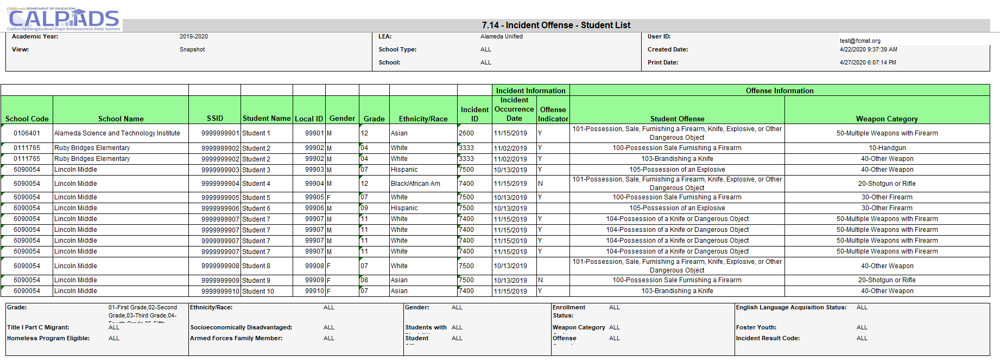 California DEPARTMENT OF EDUCATION
CALPADS
California Longitudinal Pupil Achievement Data System
7.14 - Incident Offense - Student List
Academic Year: 2019-2020 LEA: Alameda Unified User ID: test@fcmat.org
View: Snapshot School Type: ALL Created Date: 4/22/2020 9:37:39 AM
School: ALL Print Date: 4/27/2020 6:07:14 PM
Incident Information Offense Information
School Code School Name SSID Student Name Local ID Gender Grade Ethnicity/Race Incident ID Incident Occurrence Date Offense Indicator Student Offense Weapon Category
0106401 Alameda Science and Technology Institute 9999999901 Student 1 99901 M 12 Asian 2600 11/15/2019 Y 101-Possession, Sale, Furnishing a Firearm, Knife, Explosive, or Other Dangerous Object 50-Multiple Weapons with Firearm
0111765 Ruby Bridges Elementary 9999999902 Student 2 99902 M 04 White 3333 11/02/2019 Y 100-Possession Sale Furnishing a Firearm 10-Handgun
0111765 Ruby Bridges Elementary 9999999902 Student 2 99902 M 04 White 3333 11/02/2019 Y 103-Brandishing a Knife 40-Other Weapon
6090054 Lincoln Middle 9999999903 Student 3 99903 M 07 Hispanic 7500 10/13/2019 Y 105-Possession of an Explosive 40-Other Weapon
6090054 Lincoln Middle 9999999904 Student 4 99904 M 12 Black/African Am 7400 11/15/2019 N 101-Possession, Sale, Furnishing a Firearm, Knife, Explosive, or Other Dangerous Object 20-Shotgun or Rifle
6090054 Lincoln Middle 9999999905 Student 5 99905 F 07 White 7500 10/13/2019 100-Possession Sale Furnishing a Firearm 30-Other Firearm
6090054 Lincoln Middle 9999999906 Student 6 99906 M 09 Hispanic 7500 10/13/2019 105-Possession of an Explosive 30-Other Firearm
6090054 Lincoln Middle 9999999907 Student 7 99907 M 11 White 7400 11/15/2019 Y 104-Possession of a Knife or Dangerous Object 50-Multiple Weapons with Firearm
6090054 Lincoln Middle 9999999907 Student 7 99907 M 11 White 7400 11/15/2019 Y 104-Possession of a Knife or Dangerous Object 50-Multiple Weapons with Firearm
6090054 Lincoln Middle 9999999907 Student 7 99907 M 11 White 7400 11/15/2019 Y 104-Possession of a Knife or Dangerous Object 50-Multiple Weapons with Firearm
6090054 Lincoln Middle 9999999907 Student 7 99907 M 11 White 7400 11/15/2019 Y 104-Possession of a Knife or Dangerous Object 50-Multiple Weapons with Firearm
6090054 Lincoln Middle 9999999908 Student 8 99908 F 07 White 7500 10/13/2019 101-Possession, Sale, Furnishing a Firearm, Knife, Explosive, or Other Dangerous Object 40-Other Weapon
6090054 Lincoln Middle 9999999909 Student 9 99909 F 08 Asian 7500 10/13/2019 N 100-Possession Sale Furnishing a Firearm 20-Shotgun or Rifle
6090054 Lincoln Middle 9999999910 Student 10 99910 F 07 Asian 7400 11/15/2019 Y 103-Brandishing a Knife 40-Other Weapon
Grade: 01-First Grade,02-Second Grade,03-Third Grade,04- Ethnicity/Race: ALL Gender: ALL Enrollment Status: ALL English Language Acquisition Status: ALL
Title I Part C Migrant: ALL Socioeconomically Disadvantaged: ALL Students with ALL Weapon Category ALL Foster Youth: ALL
Homeless Program Eligible: ALL Armed Forces Family Member: ALL Student ALL Offense ALL Incident Result Code: ALL